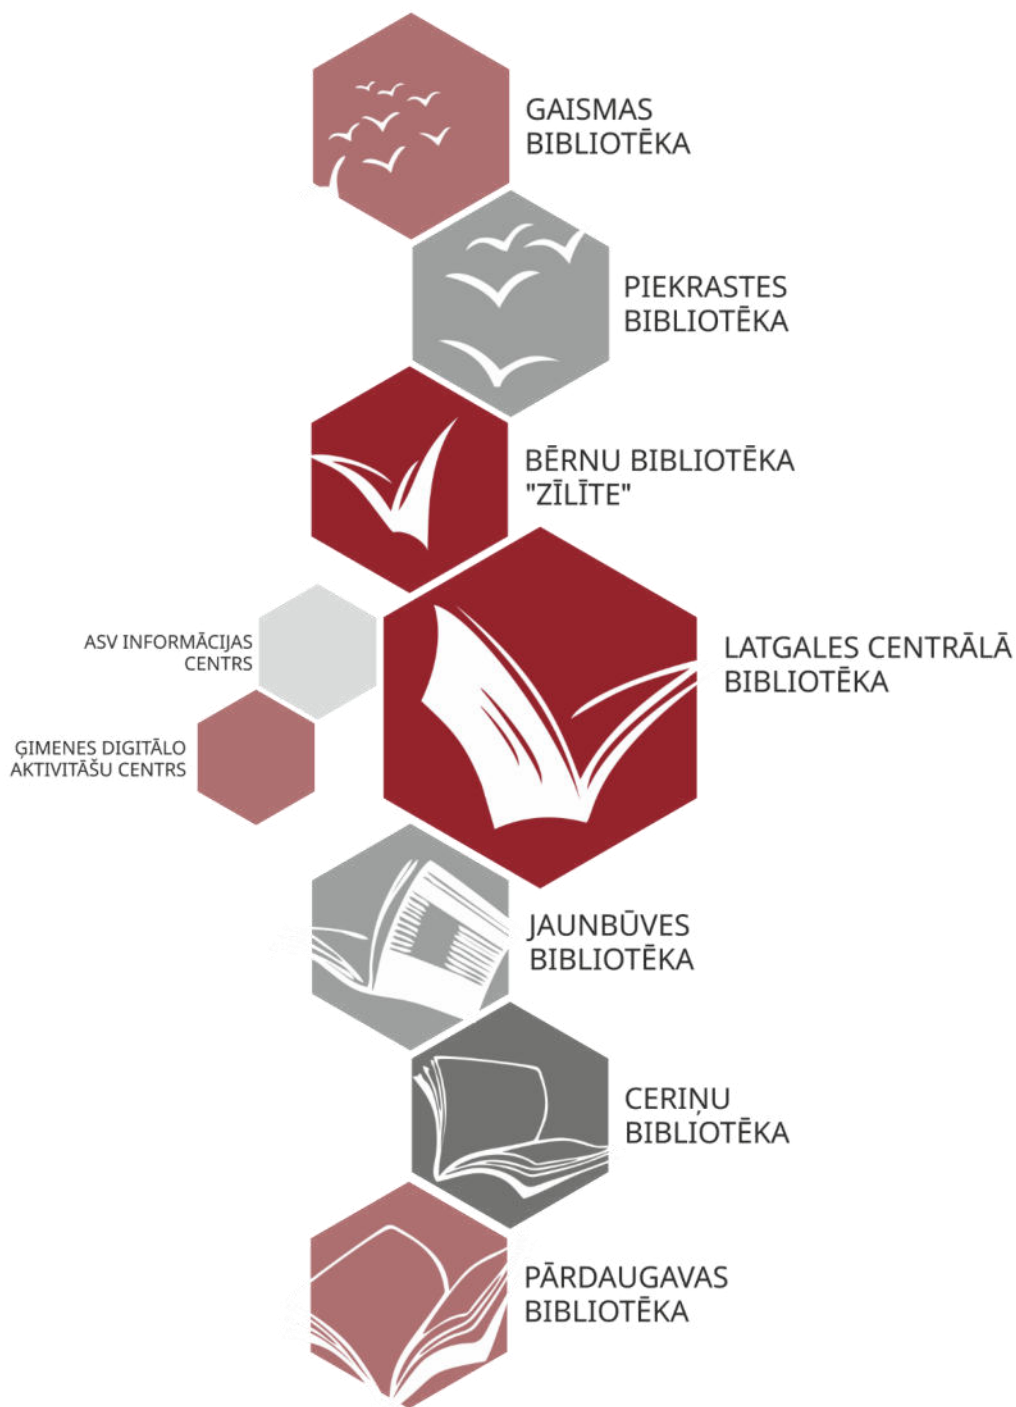 GAISMAS
BIBLIOTĒKA
PIEKRASTES
BIBLIOTĒKA
BĒRNU BIBLIOTĒKA
"ZĪLĪTE"
ASV INFORMĀCIJAS
CENTRS
LATGALES CENTRĀLĀ
BIBLIOTĒKA
ĢIMENES DIGITĀLO
AKTIVITĀŠU CENTRS
JAUNBŪVES
BIBLIOTĒKA
CERIŅU
BIBLIOTĒKA
PĀRDAUGAVAS
BIBLIOTĒKA